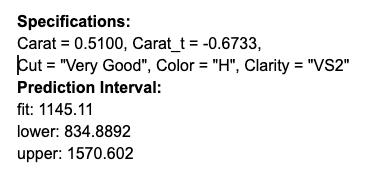 Specifications:
Carat = 0.5100, Carat_t = -0.6733,
Cut = "Very Good", Color = "H", Clarity = "VS2"
Prediction Interval:
fit: 1145.11
lower: 834.8892
upper: 1570.602